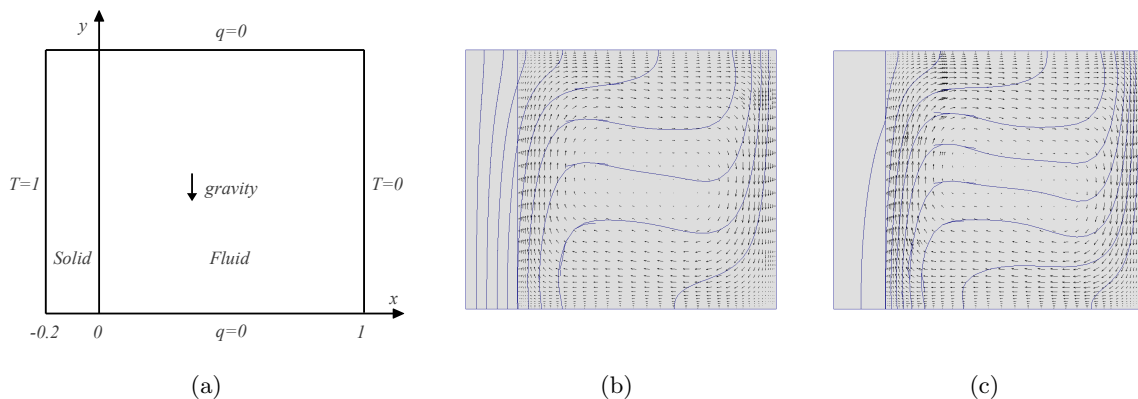 y
q=0
T=1
T=0
gravity
Solid
Fluid
x
-0.2
0
q=0
1
(a)
(b)
(c)